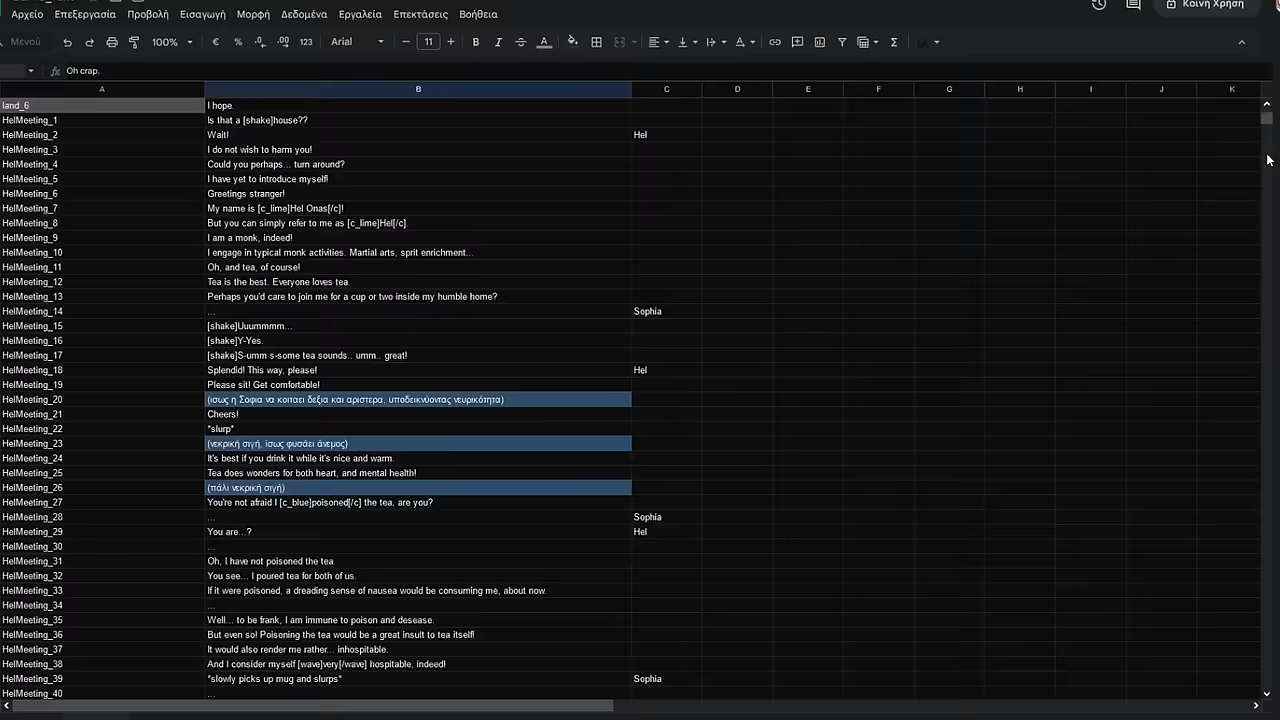 Αρχείο Επεξεργασία Προβολή Εισαγωγή Μορφή Δεδομένα Εργαλεία Επεκτάσεις Βοήθεια
Κοινή Χρήση
Μενού 100% € % .0 .00 123 Arial 11 B I A Σ
fx Oh crap.
A B C D E F G H I J K
land_6 I hope.
HelMeeting_1 Is that a [shake]house??
HelMeeting_2 Wait! Hel
HelMeeting_3 I do not wish to harm you!
HelMeeting_4 Could you perhaps... turn around?
HelMeeting_5 I have yet to introduce myself!
HelMeeting_6 Greetings stranger!
HelMeeting_7 My name is [c_lime]Hel Onas[/c]!
HelMeeting_8 But you can simply refer to me as [c_lime]Hel[/c].
HelMeeting_9 I am a monk, indeed!
HelMeeting_10 I engage in typical monk activities. Martial arts, sprit enrichment...
HelMeeting_11 Oh, and tea, of course!
HelMeeting_12 Tea is the best. Everyone loves tea.
HelMeeting_13 Perhaps you'd care to join me for a cup or two inside my humble home?
HelMeeting_14 ... Sophia
HelMeeting_15 [shake]Uuummmm...
HelMeeting_16 [shake]Y-Yes.
HelMeeting_17 [shake]S-umm s-some tea sounds.. umm.. great!
HelMeeting_18 Splendid! This way, please! Hel
HelMeeting_19 Please sit! Get comfortable!
HelMeeting_20 (ισως η Σοφια να κοιταει δεξια και αριστερα, υποδεικνύοντας νευρικότητα)
HelMeeting_21 Cheers!
HelMeeting_22 *slurp*
HelMeeting_23 (νεκρική σιγή, ίσως φυσάει άνεμος)
HelMeeting_24 It's best if you drink it while it's nice and warm.
HelMeeting_25 Tea does wonders for both heart, and mental health!
HelMeeting_26 (πάλι νεκρική σιγή)
HelMeeting_27 You're not afraid I [c_blue]poisoned[/c] the tea, are you?
HelMeeting_28 ... Sophia
HelMeeting_29 You are...? Hel
HelMeeting_30 ...
HelMeeting_31 Oh, I have not poisoned the tea.
HelMeeting_32 You see... I poured tea for both of us.
HelMeeting_33 If it were poisoned, a dreading sense of nausea would be consuming me, about now.
HelMeeting_34 ...
HelMeeting_35 Well... to be frank, I am immune to poison and desease.
HelMeeting_36 But even so! Poisoning the tea would be a great insult to tea itself!
HelMeeting_37 It would also render me rather... inhospitable.
HelMeeting_38 And I consider myself [wave]very[/wave] hospitable, indeed!
HelMeeting_39 *slowly picks up mug and slurps* Sophia
HelMeeting_40 ...